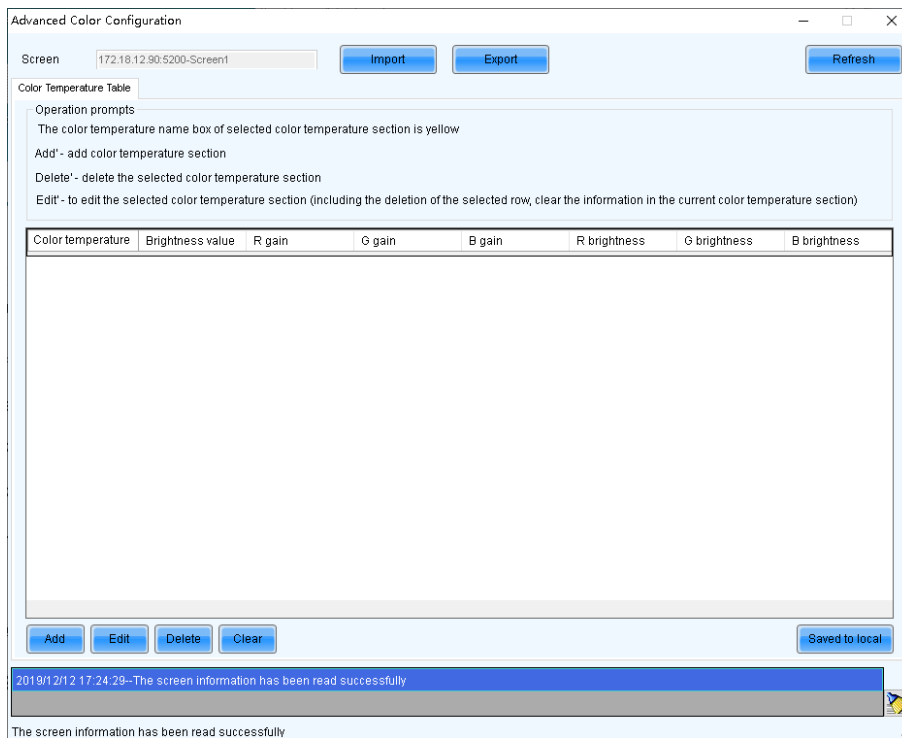 Advanced Color Configuration
Screen 172.18.12.90:5200-Screen1 Import Export Refresh
Color Temperature Table
Operation prompts
The color temperature name box of selected color temperature section is yellow
Add' - add color temperature section
Delete' - delete the selected color temperature section
Edit' - to edit the selected color temperature section (including the deletion of the selected row, clear the information in the current color temperature section)
Color temperature Brightness value R gain G gain B gain R brightness G brightness B brightness
Add Edit Delete Clear Saved to local
2019/12/12 17:24:29--The screen information has been read successfully
The screen information has been read successfully